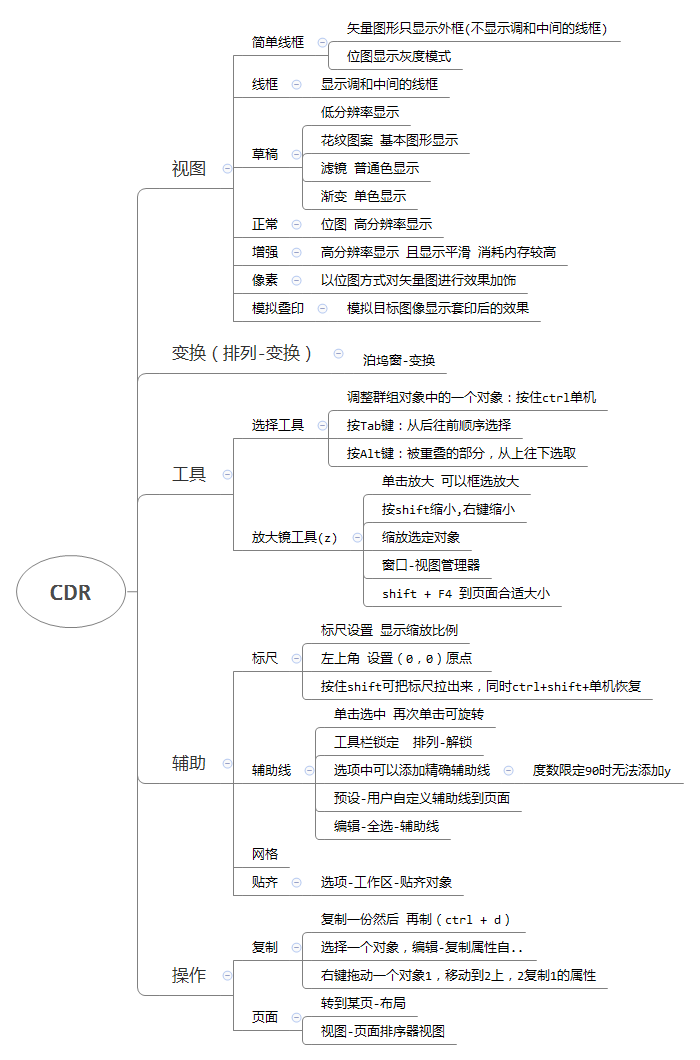 CDR
视图
简单线框
矢量图形只显示外框(不显示调和中间的线框)
位图显示灰度模式
线框
显示调和中间的线框
草稿
低分辨率显示
花纹图案 基本图形显示
滤镜 普通色显示
渐变 单色显示
正常
位图 高分辨率显示
增强
高分辨率显示 且显示平滑 消耗内存较高
像素
以位图方式对矢量图进行效果加饰
模拟叠印
模拟目标图像显示套印后的效果
变换（排列-变换）
泊坞窗-变换
工具
选择工具
调整群组对象中的一个对象：按住ctrl单机
按Tab键：从后往前顺序选择
按Alt键：被重叠的部分，从上往下选取
放大镜工具(z)
单击放大 可以框选放大
按shift缩小,右键缩小
缩放选定对象
窗口-视图管理器
shift + F4 到页面合适大小
辅助
标尺
标尺设置 显示缩放比例
左上角 设置（0，0）原点
按住shift可把标尺拉出来，同时ctrl+shift+单机恢复
辅助线
单击选中 再次单击可旋转
工具栏锁定  排列-解锁
选项中可以添加精确辅助线
度数限定90时无法添加y
预设-用户自定义辅助线到页面
编辑-全选-辅助线
网格
贴齐
选项-工作区-贴齐对象
操作
复制
复制一份然后 再制（ctrl + d）
选择一个对象，编辑-复制属性自..
右键拖动一个对象1，移动到2上，2复制1的属性
页面
转到某页-布局
视图-页面排序器视图